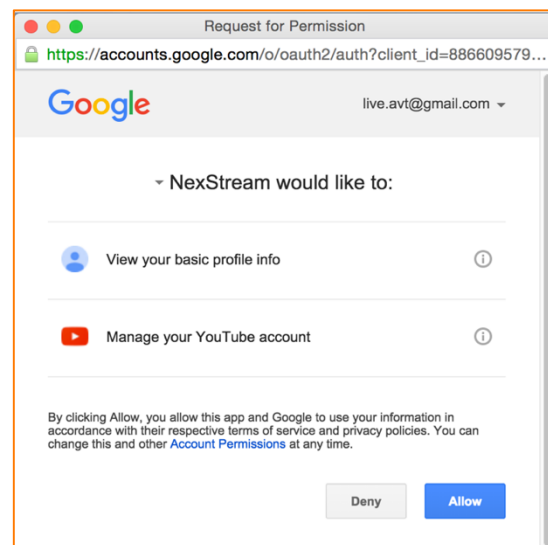 Request for Permission
https://accounts.google.com/o/oauth2/auth?client_id=886609579...
Google
live.avt@gmail.com
NexStream would like to:
View your basic profile info
Manage your YouTube account
By clicking Allow, you allow this app and Google to use your information in
accordance with their respective terms of service and privacy policies. You can
change this and other Account Permissions at any time.
Deny
Allow